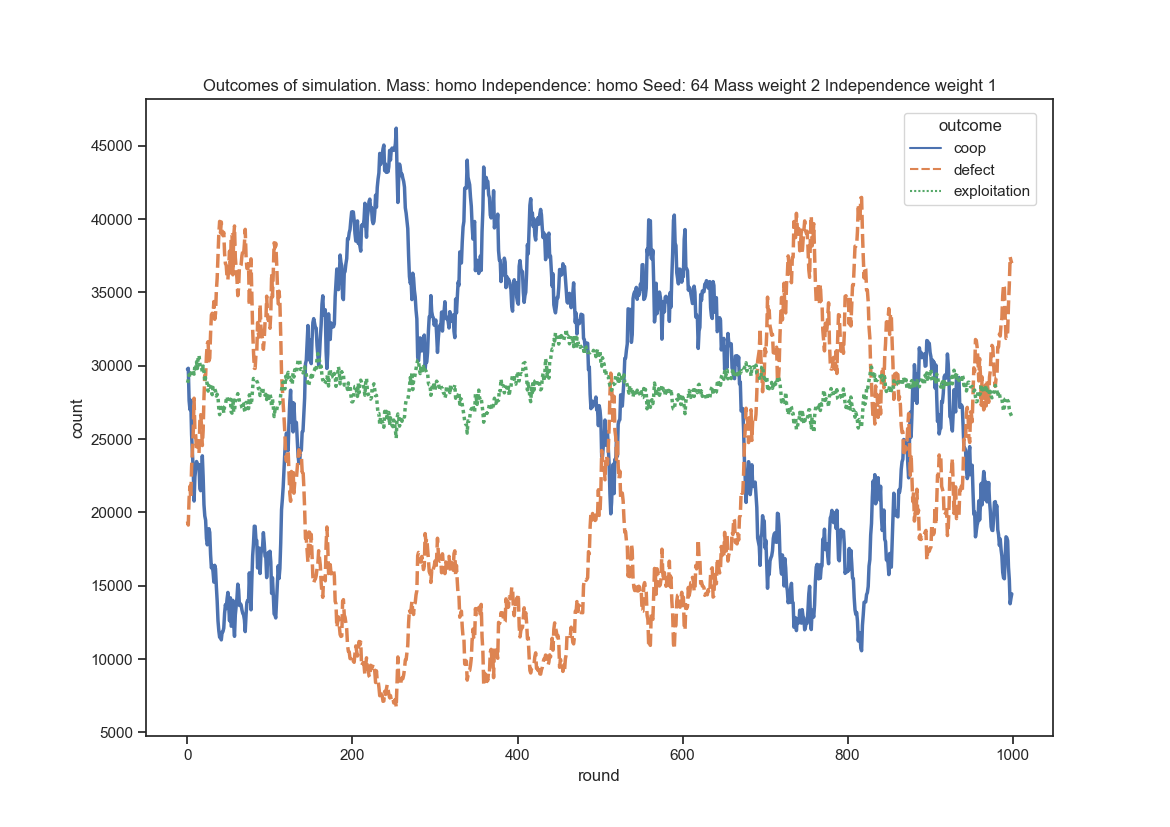 Outcomes of simulation. Mass: homo Independence: homo Seed: 64 Mass weight 2 Independence weight 1
outcome
coop
defect
exploitation
count
45000
40000
35000
30000
25000
20000
15000
10000
5000
0
200
400
600
800
1000
round